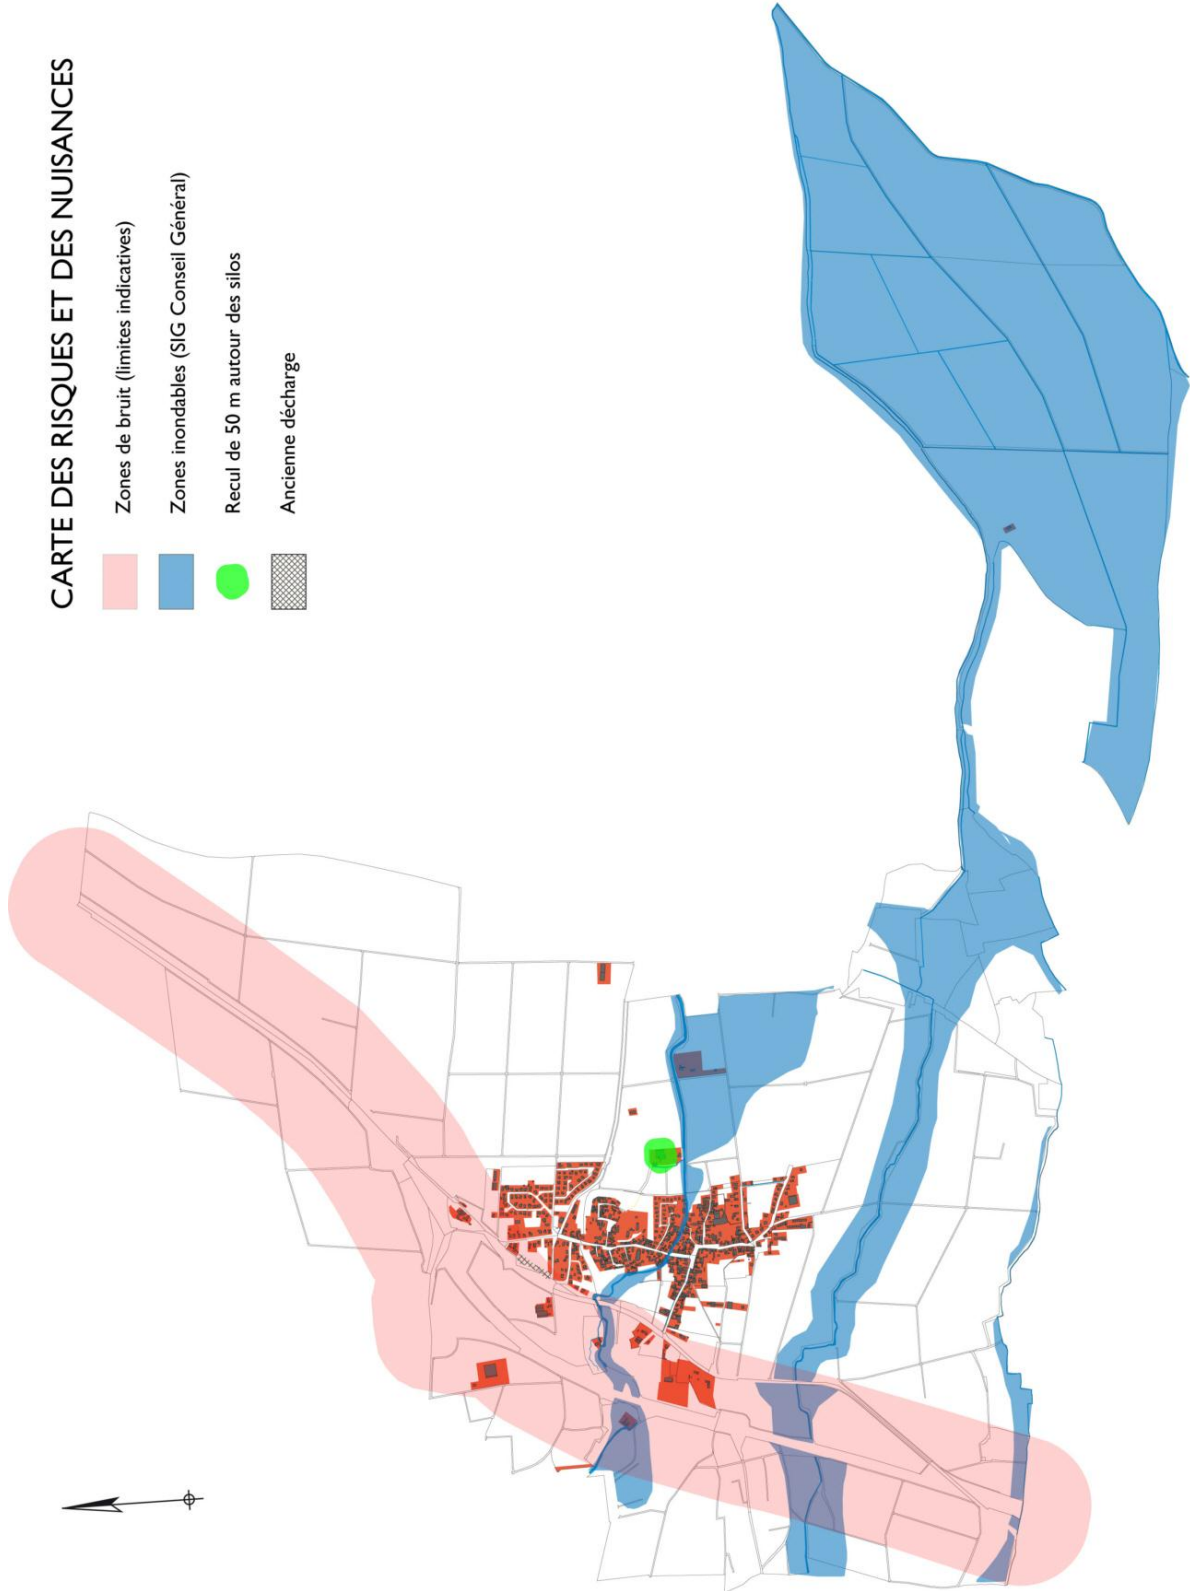 CARTE DES RISQUES ET DES NUISANCES
Zones de bruit (limites indicatives)
Zones inondables (SIG Conseil Général)
Recul de 50 m autour des silos
Ancienne décharge